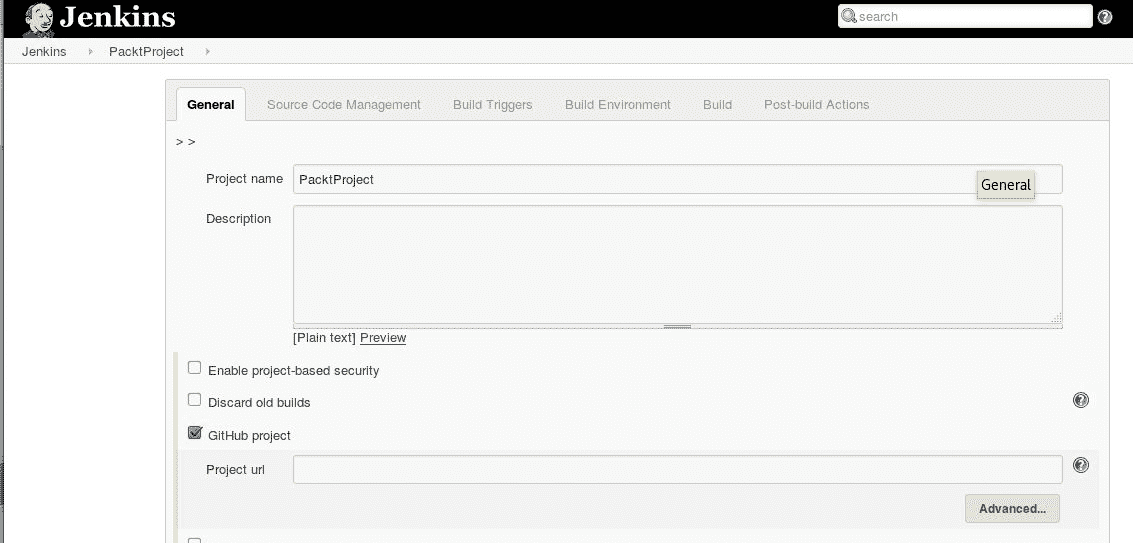 Jenkins
search
Jenkins PacktProject
General Source Code Management Build Triggers Build Environment Build Post-build Actions
> >
Project name PacktProject
General
Description
[Plain text] Preview
Enable project-based security
Discard old builds
GitHub project
Project url
Advanced...